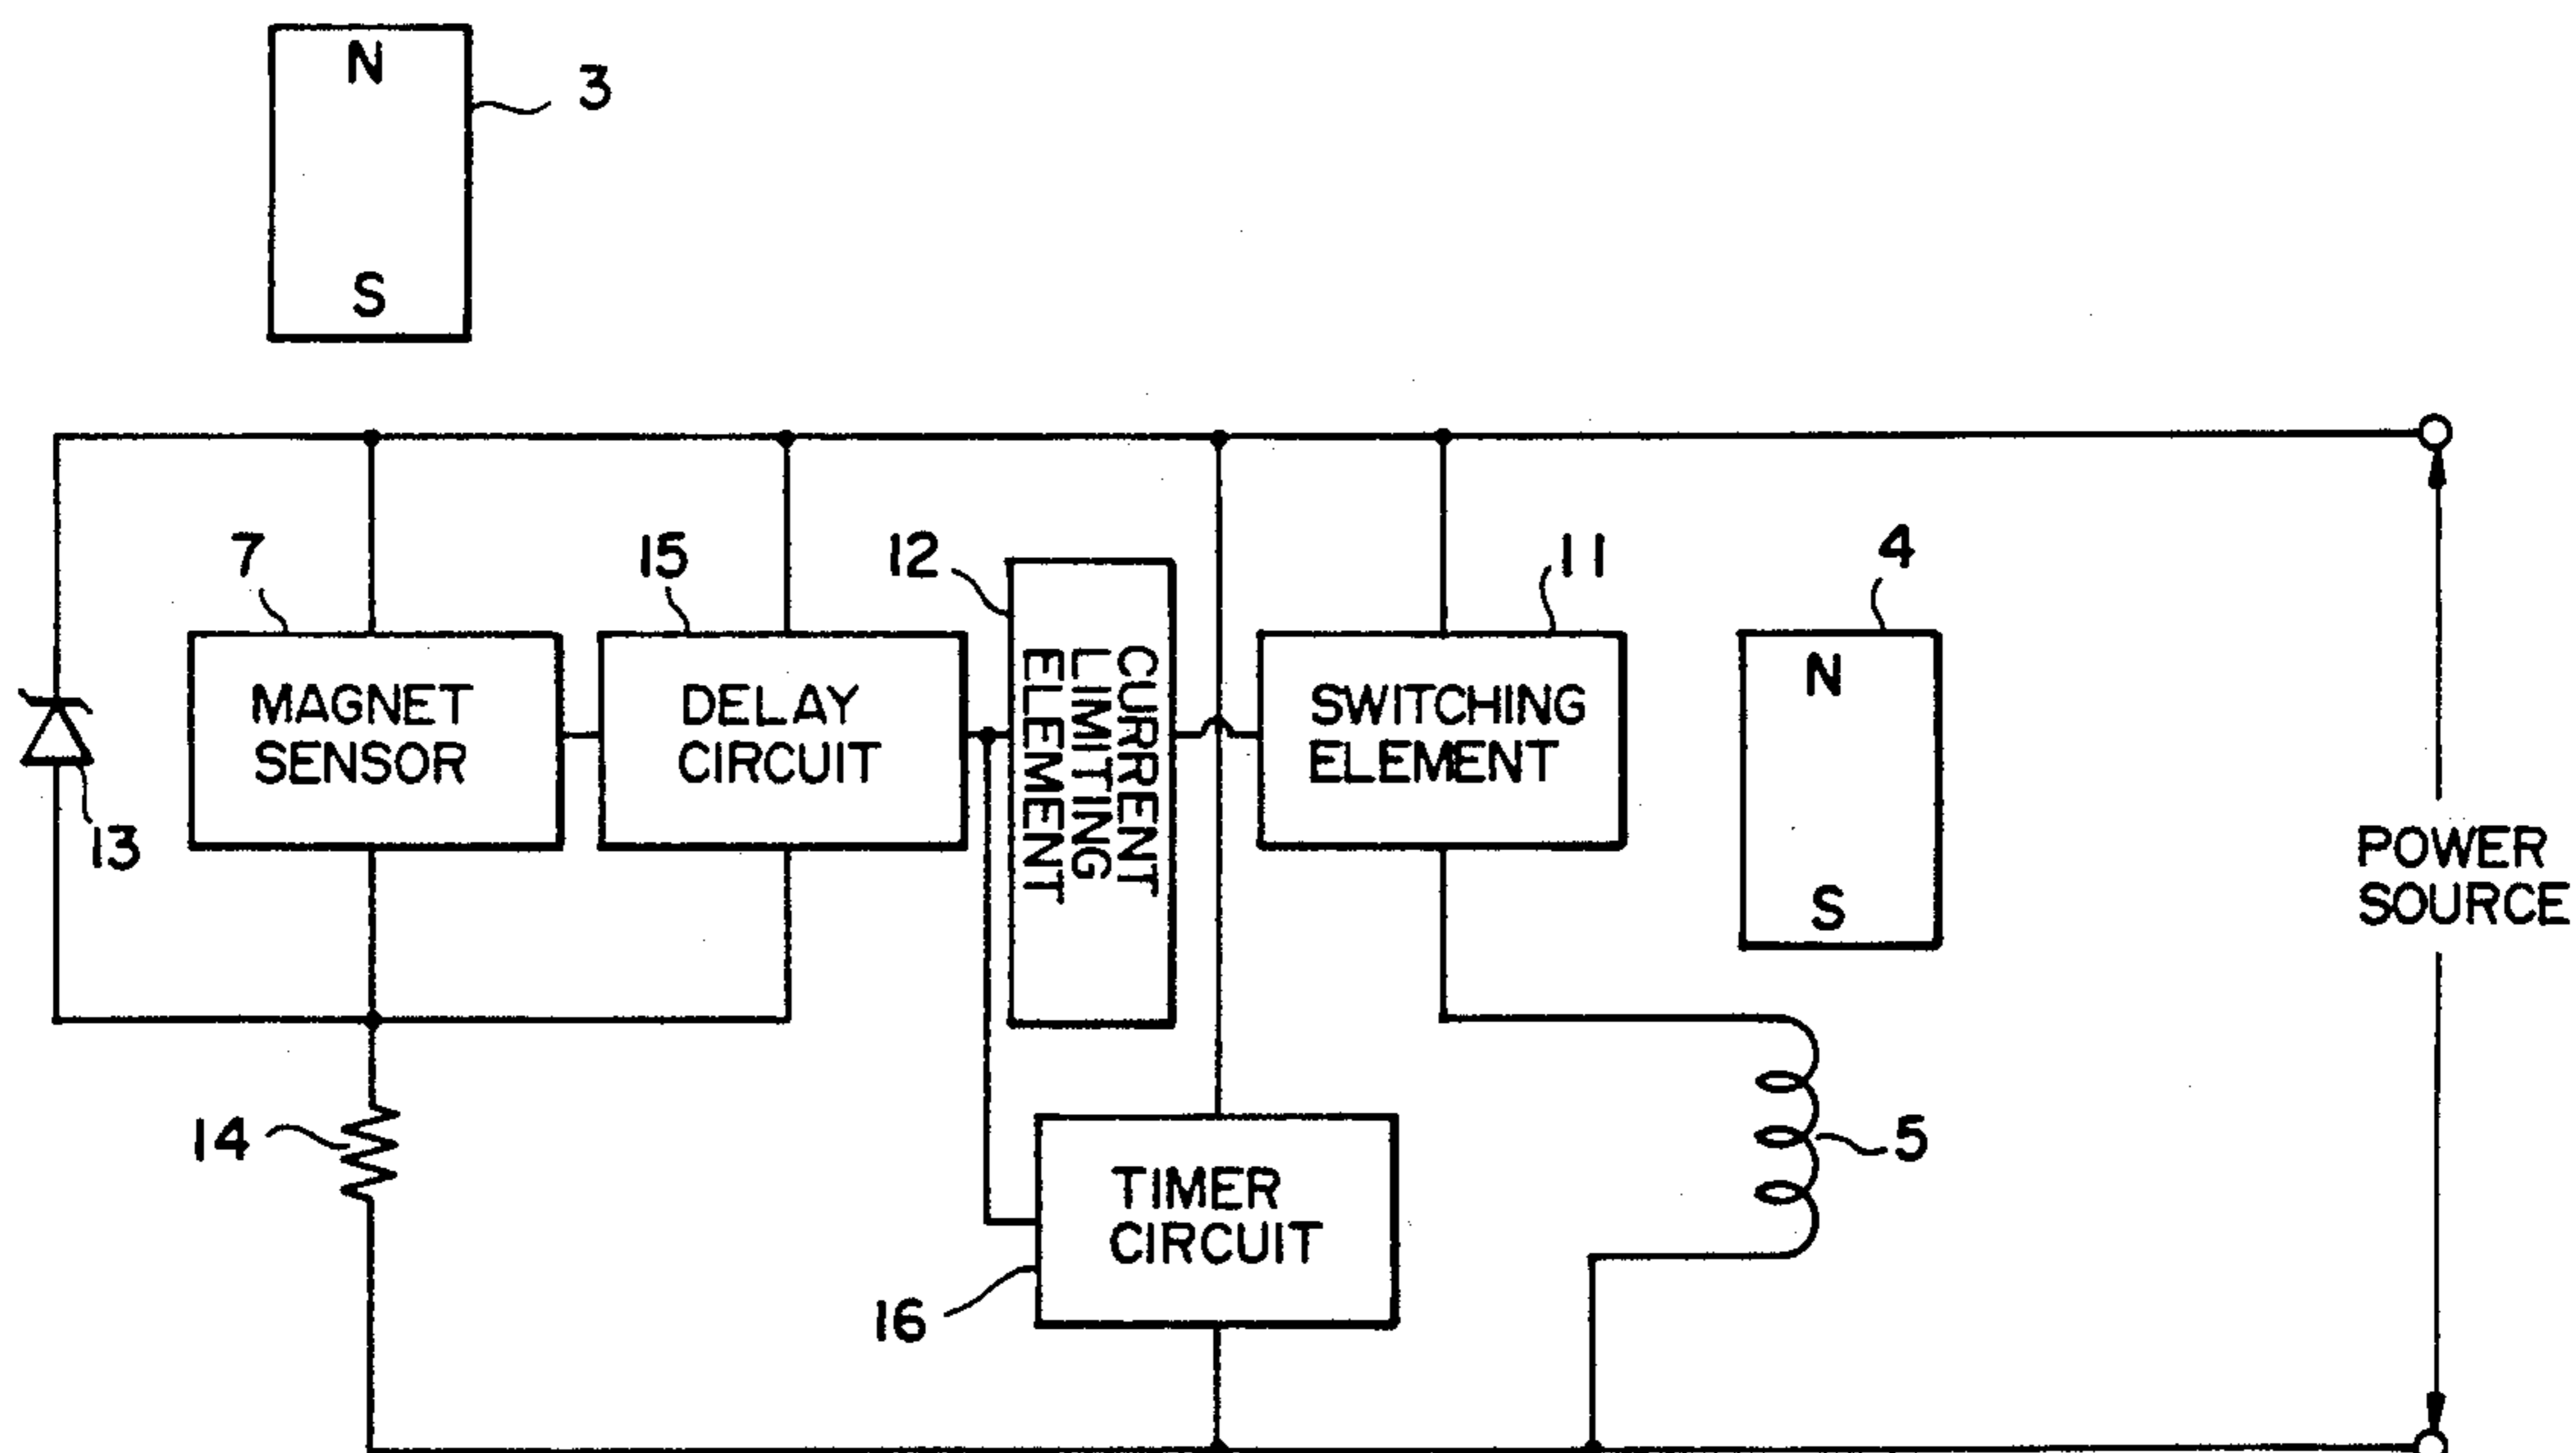 N
3
S
7
15
12
11
4
MAGNET
SENSOR
DELAY
CIRCUIT
CURRENT
LIMITING
ELEMENT
SWITCHING
ELEMENT
N
S
13
POWER
SOURCE
14
5
TIMER
CIRCUIT
16